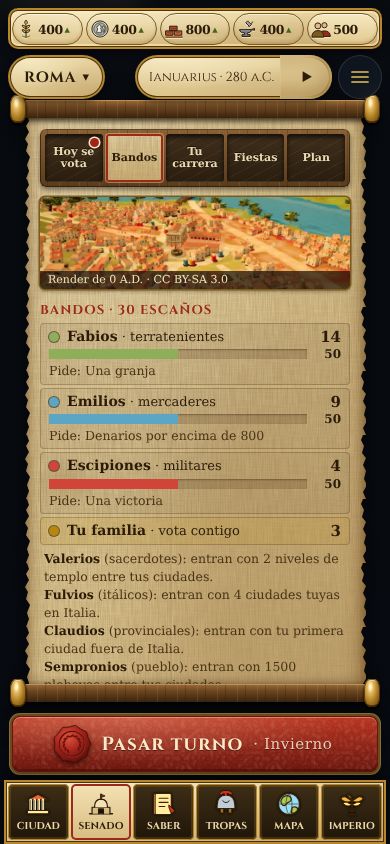 400▲ 400▲ 800▲ 400▲ 500
ROMA ▼
IANUARIUS · 280 A.C. ▶
Hoy se vota
Bandos
Tu carrera
Fiestas
Plan
Render de 0 A.D. · CC BY-SA 3.0
BANDOS · 30 ESCAÑOS
Fabios · terratenientes 14
50
Pide: Una granja
Emilios · mercaderes 9
50
Pide: Denarios por encima de 800
Escipiones · militares 4
50
Pide: Una victoria
Tu familia · vota contigo 3
Valerios (sacerdotes): entran con 2 niveles de
templo entre tus ciudades.
Fulvios (itálicos): entran con 4 ciudades tuyas
en Italia.
Claudios (provinciales): entran con tu primera
ciudad fuera de Italia.
Sempronios (pueblo): entran con 1500
plebeyos entre tus ciudades.
PASAR TURNO · Invierno
CIUDAD SENADO SABER TROPAS MAPA IMPERIO